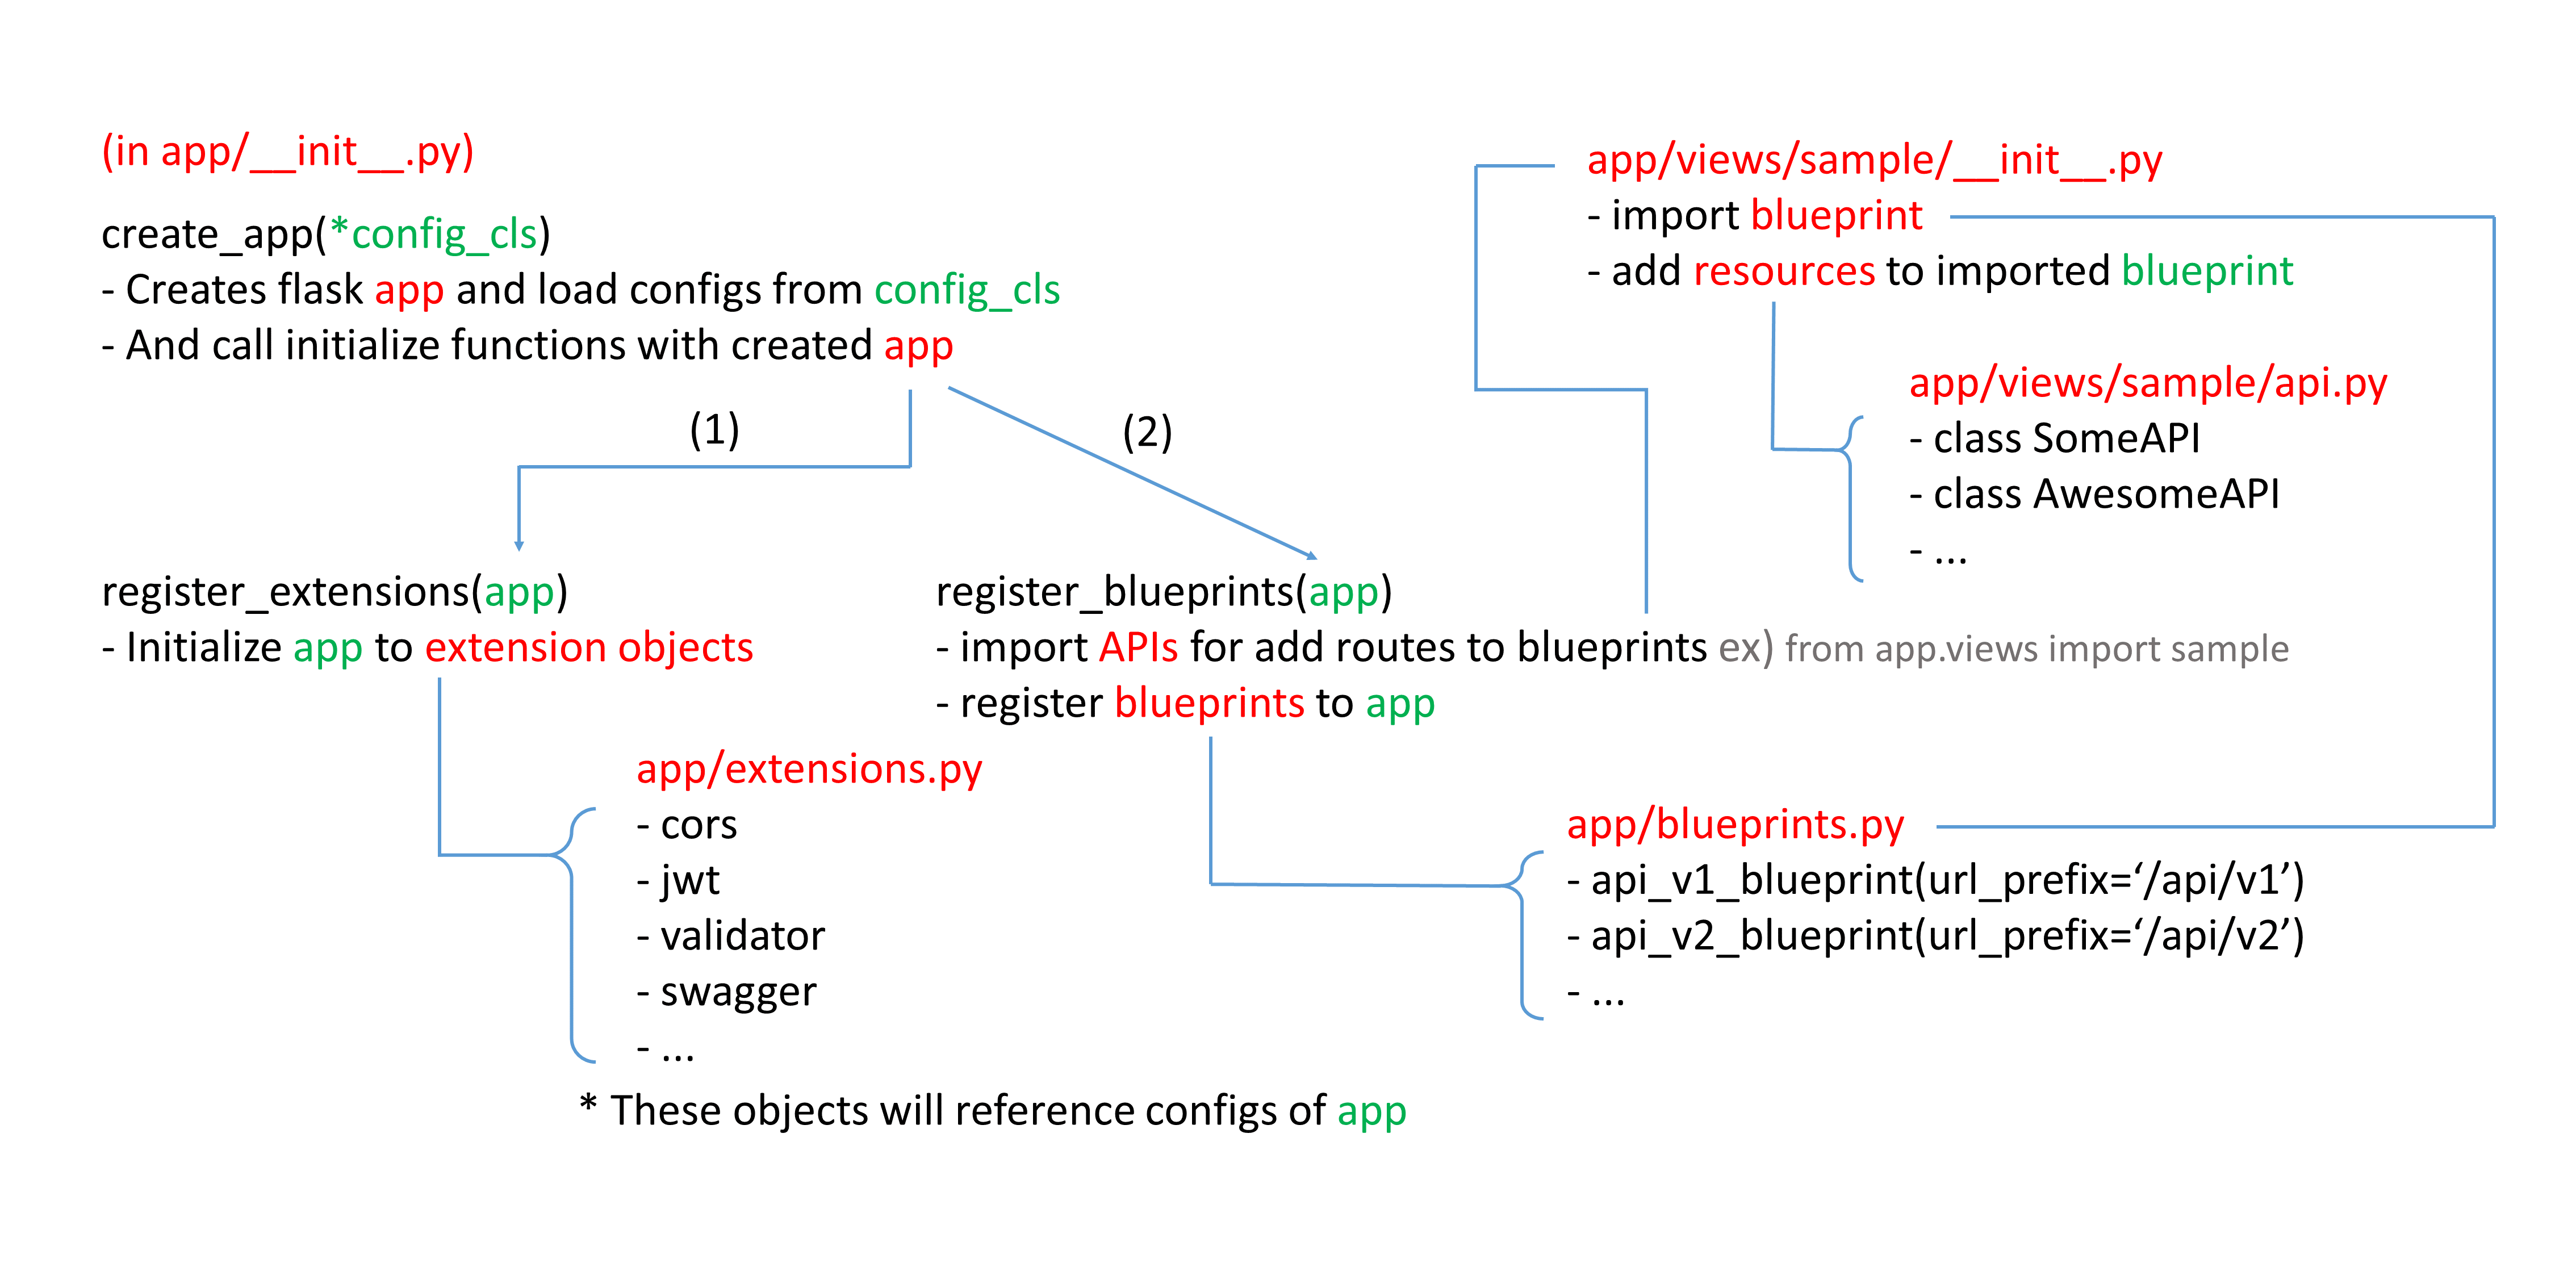 (in app/__init__.py)
create_app(*config_cls)
- Creates flask app and load configs from config_cls
- And call initialize functions with created app
(1)
(2)
register_extensions(app)
- Initialize app to extension objects
app/extensions.py
- cors
- jwt
- validator
- swagger
- ...
* These objects will reference configs of app
register_blueprints(app)
- import APIs for add routes to blueprints ex) from app.views import sample
- register blueprints to app
app/views/sample/__init__.py
- import blueprint
- add resources to imported blueprint
app/views/sample/api.py
- class SomeAPI
- class AwesomeAPI
- ...
app/blueprints.py
- api_v1_blueprint(url_prefix=‘/api/v1’)
- api_v2_blueprint(url_prefix=‘/api/v2’)
- ...